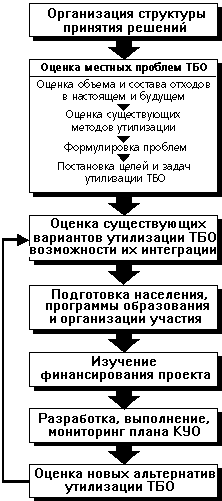 Организация структуры
принятия решений
Оценка местных проблем ТБО
Оценка объема и состава отходов
в настоящем и будущем
Оценка существующих
методов утилизации
Формулировка проблем
Постановка целей и задач
утилизации ТБО
Оценка существующих
вариантов утилизации ТБО
возможности их интеграции
Подготовка населения,
программы образования
и организации участия
Изучение
финансирования проекта
Разработка, выполнение,
мониторинг плана КУО
Оценка новых альтернатив
утилизации ТБО